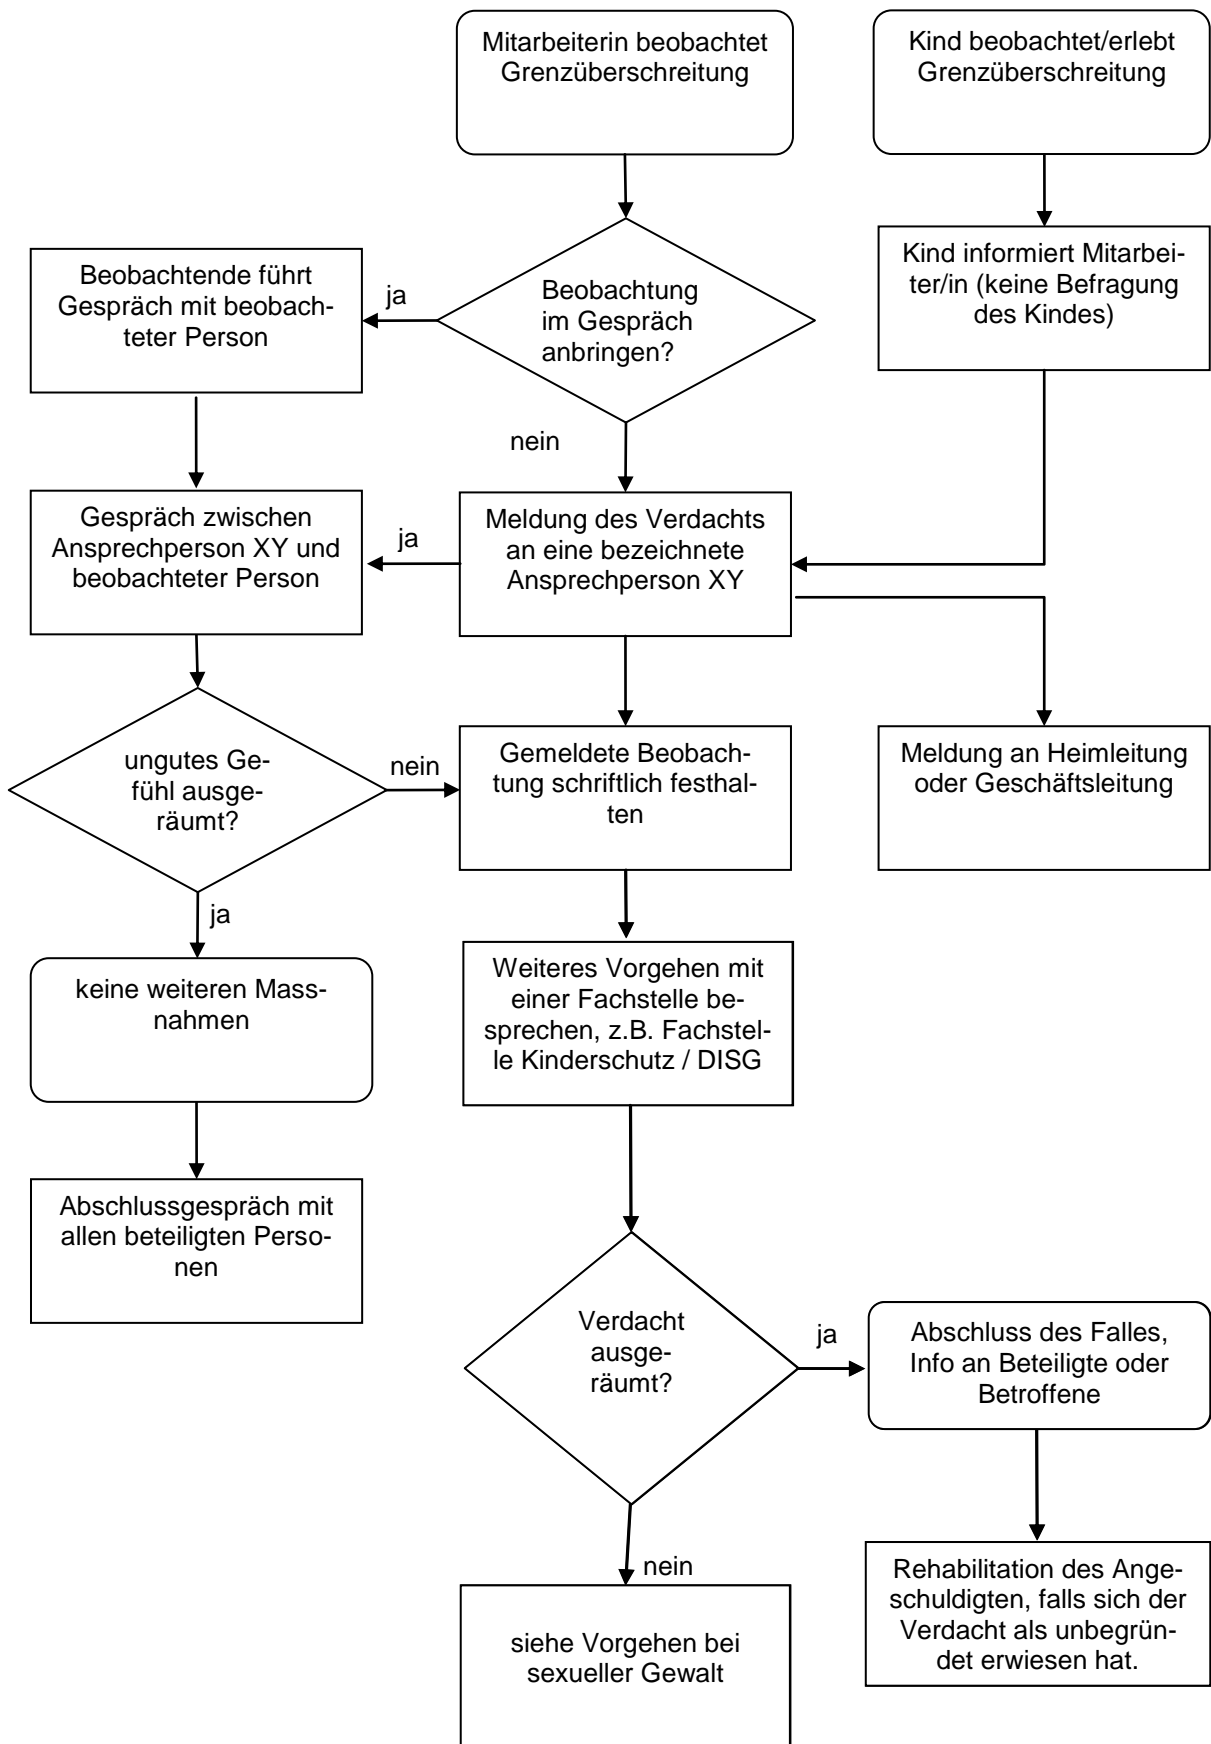 Mitarbeiterin beobachtet
Grenzüberschreitung
Kind beobachtet/erlebt
Grenzüberschreitung
Beobachtende führt
Gespräch mit beobach-
teter Person
ja
Beobachtung
im Gespräch
anbringen?
Kind informiert Mitarbei-
ter/in (keine Befragung
des Kindes)
nein
Gespräch zwischen
Ansprechperson XY und
beobachteter Person
ja
Meldung des Verdachts
an eine bezeichnete
Ansprechperson XY
ungutes Ge-
fühl ausge-
räumt?
nein
Gemeldete Beobach-
tung schriftlich festhal-
ten
Meldung an Heimleitung
oder Geschäftsleitung
ja
keine weiteren Mass-
nahmen
Weiteres Vorgehen mit
einer Fachstelle be-
sprechen, z.B. Fachstel-
le Kinderschutz / DISG
Abschlussgespräch mit
allen beteiligten Perso-
nen
Verdacht
ausge-
räumt?
ja
Abschluss des Falles,
Info an Beteiligte oder
Betroffene
nein
Rehabilitation des Ange-
schuldigten, falls sich der
Verdacht als unbegrün-
det erwiesen hat.
siehe Vorgehen bei
sexueller Gewalt